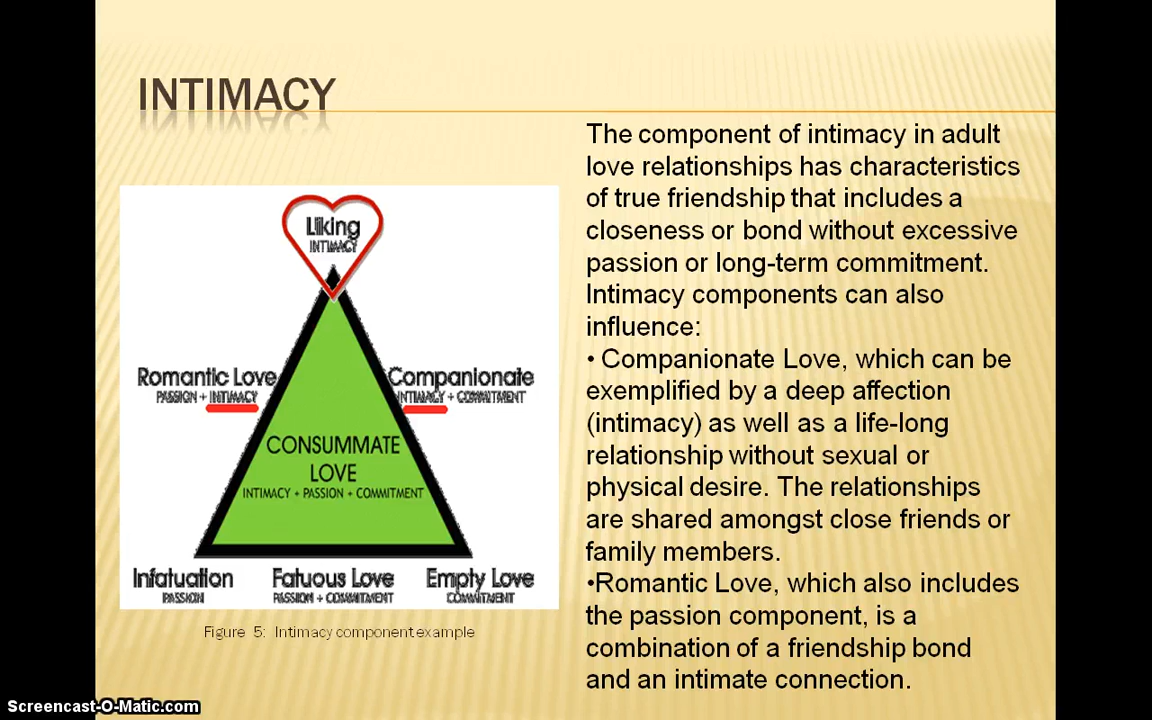 INTIMACY
Liking
INTIMACY
Romantic Love
PASSION + INTIMACY
Companionate
INTIMACY + COMMITMENT
CONSUMMATE
LOVE
INTIMACY + PASSION + COMMITMENT
Infatuation
PASSION
Fatuous Love
PASSION + COMMITMENT
Empty Love
COMMITMENT
Figure 5: Intimacy component example
The component of intimacy in adult
love relationships has characteristics
of true friendship that includes a
closeness or bond without excessive
passion or long-term commitment.
Intimacy components can also
influence:
• Companionate Love, which can be
exemplified by a deep affection
(intimacy) as well as a life-long
relationship without sexual or
physical desire. The relationships
are shared amongst close friends or
family members.
•Romantic Love, which also includes
the passion component, is a
combination of a friendship bond
and an intimate connection.
Screencast-O-Matic.com